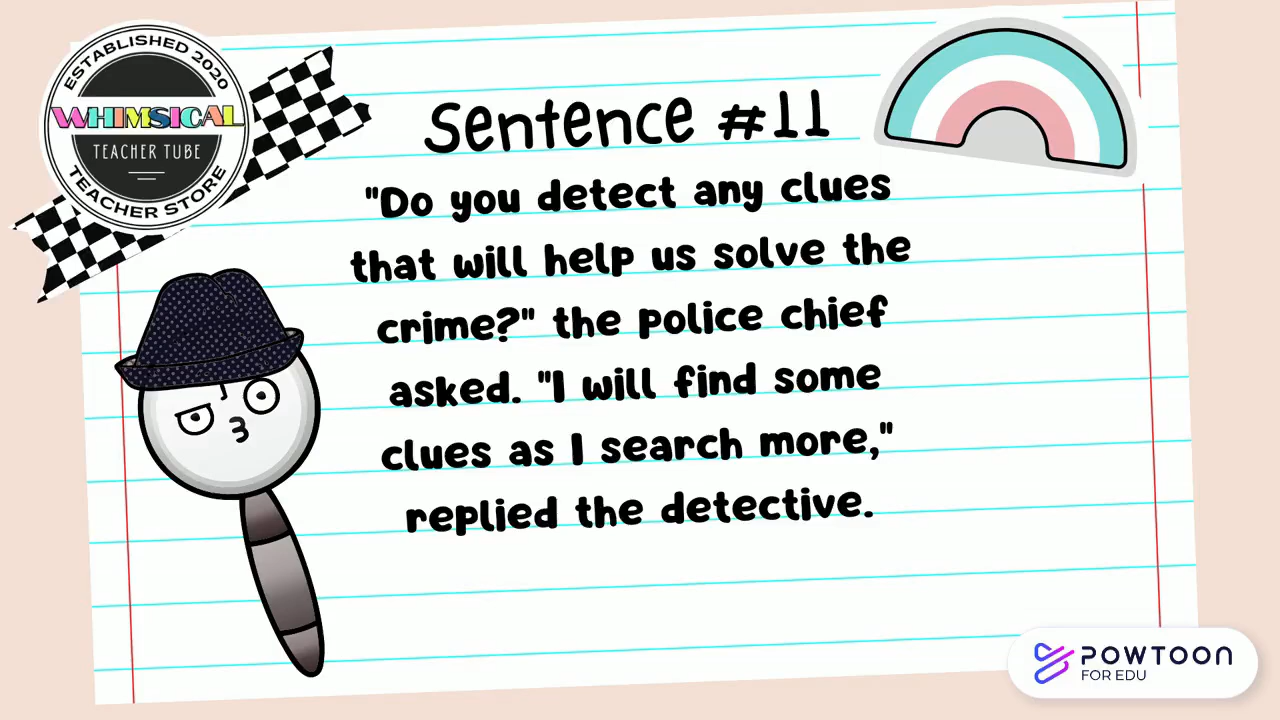 ESTABLISHED 2020
WHIMSICAL
TEACHER TUBE
TEACHER STORE
Sentence #11
"Do you detect any clues
that will help us solve the
crime?" the police chief
asked. "I will find some
clues as I search more,"
replied the detective.
POWTOON
FOR EDU